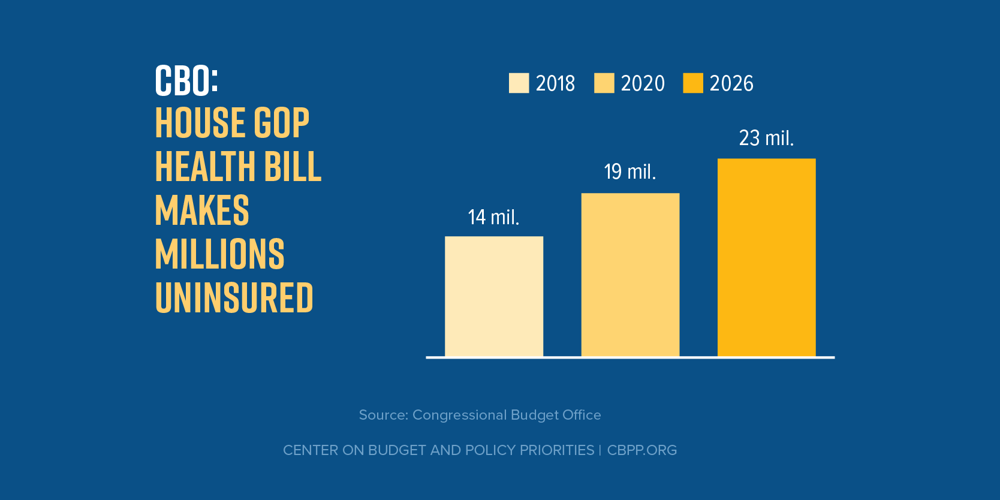 CBO:
HOUSE GOP
HEALTH BILL
MAKES
MILLIONS
UNINSURED
2018 2020 2026
14 mil.
19 mil.
23 mil.
Source: Congressional Budget Office
CENTER ON BUDGET AND POLICY PRIORITIES | CBPP.ORG